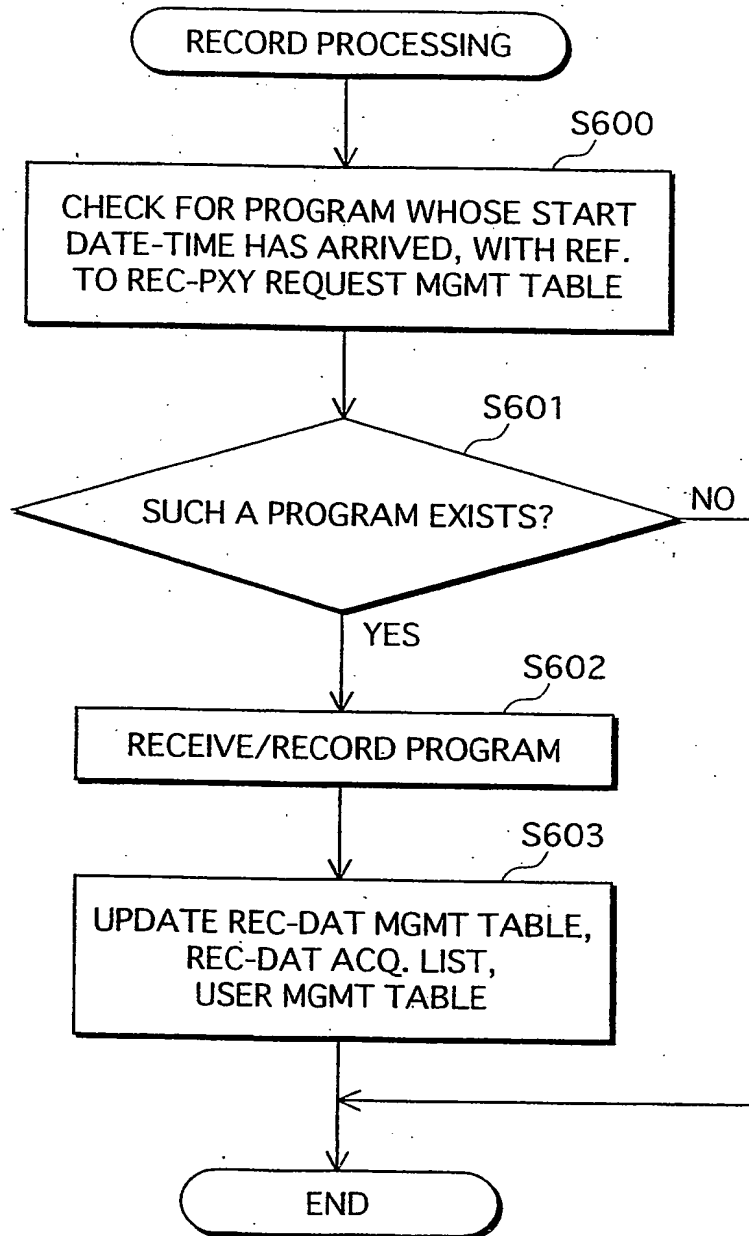 RECORD PROCESSING
S600
CHECK FOR PROGRAM WHOSE START
DATE-TIME HAS ARRIVED, WITH REF.
TO REC-PXY REQUEST MGMT TABLE
S601
SUCH A PROGRAM EXISTS?
NO
YES
S602
RECEIVE/RECORD PROGRAM
S603
UPDATE REC-DAT MGMT TABLE,
REC-DAT ACQ. LIST,
USER MGMT TABLE
END